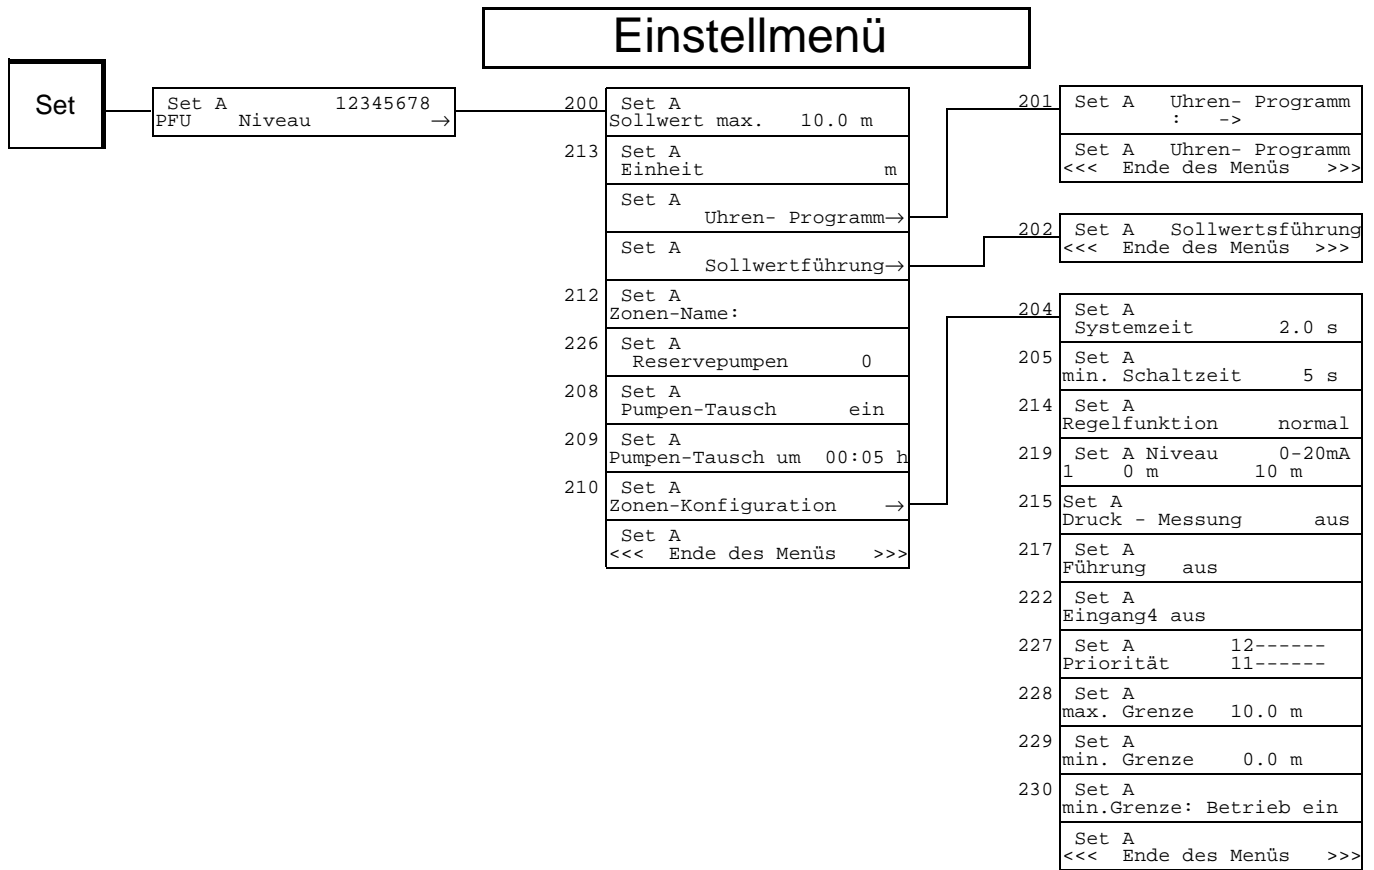 Einstellmenü
Set
Set A 12345678
PFU Niveau →
200 Set A
Sollwert max. 10.0 m
213 Set A
Einheit m
Set A
Uhren- Programm→
Set A
Sollwertführung→
212 Set A
Zonen-Name:
226 Set A
Reservepumpen 0
208 Set A
Pumpen-Tausch ein
209 Set A
Pumpen-Tausch um 00:05 h
210 Set A
Zonen-Konfiguration →
Set A
<<< Ende des Menüs >>>
201 Set A Uhren- Programm
: ->
Set A Uhren- Programm
<<< Ende des Menüs >>>
202 Set A Sollwertsführung
<<< Ende des Menüs >>>
204 Set A
Systemzeit 2.0 s
205 Set A
min. Schaltzeit 5 s
214 Set A
Regelfunktion normal
219 Set A Niveau 0-20mA
1 0 m 10 m
215 Set A
Druck - Messung aus
217 Set A
Führung aus
222 Set A
Eingang4 aus
227 Set A 12------
Priorität 11------
228 Set A
max. Grenze 10.0 m
229 Set A
min. Grenze 0.0 m
230 Set A
min.Grenze: Betrieb ein
Set A
<<< Ende des Menüs >>>